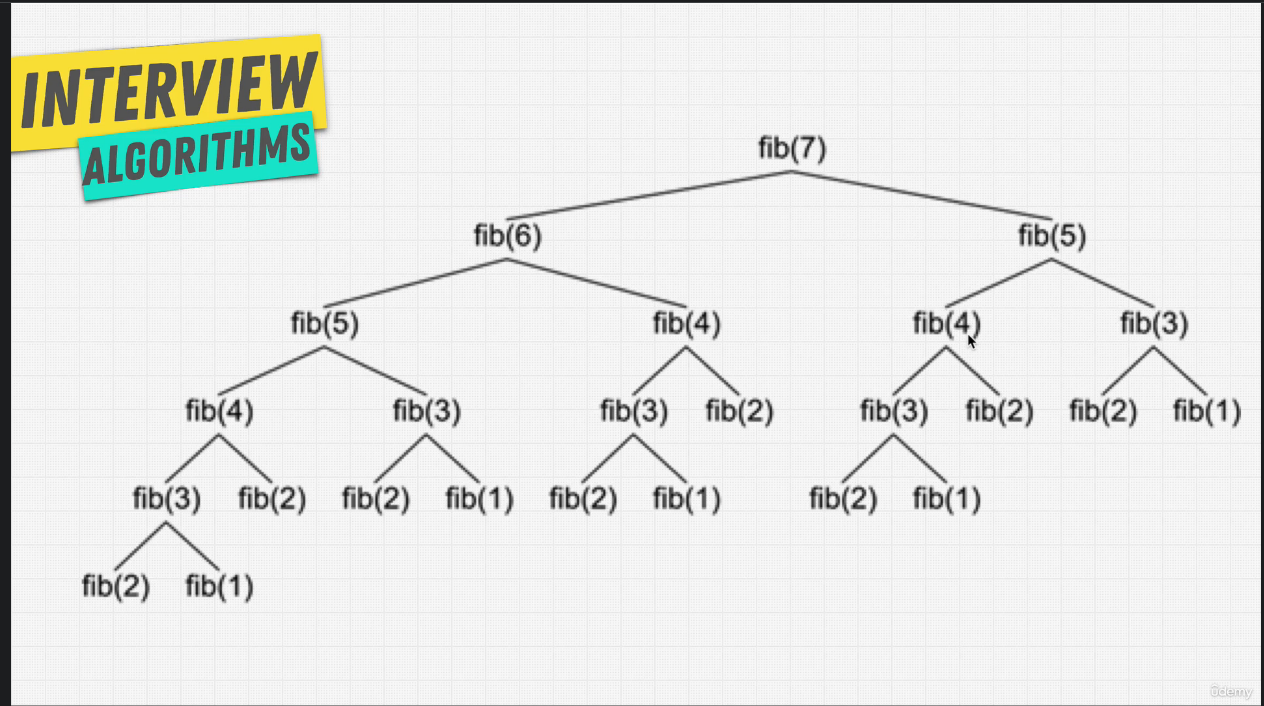 INTERVIEW
ALGORITHMS
fib(7)
fib(6) fib(5)
fib(5) fib(4) fib(4) fib(3)
fib(4) fib(3) fib(3) fib(2) fib(3) fib(2) fib(2) fib(1)
fib(3) fib(2) fib(2) fib(1) fib(2) fib(1) fib(2) fib(1)
fib(2) fib(1)
ûdemy